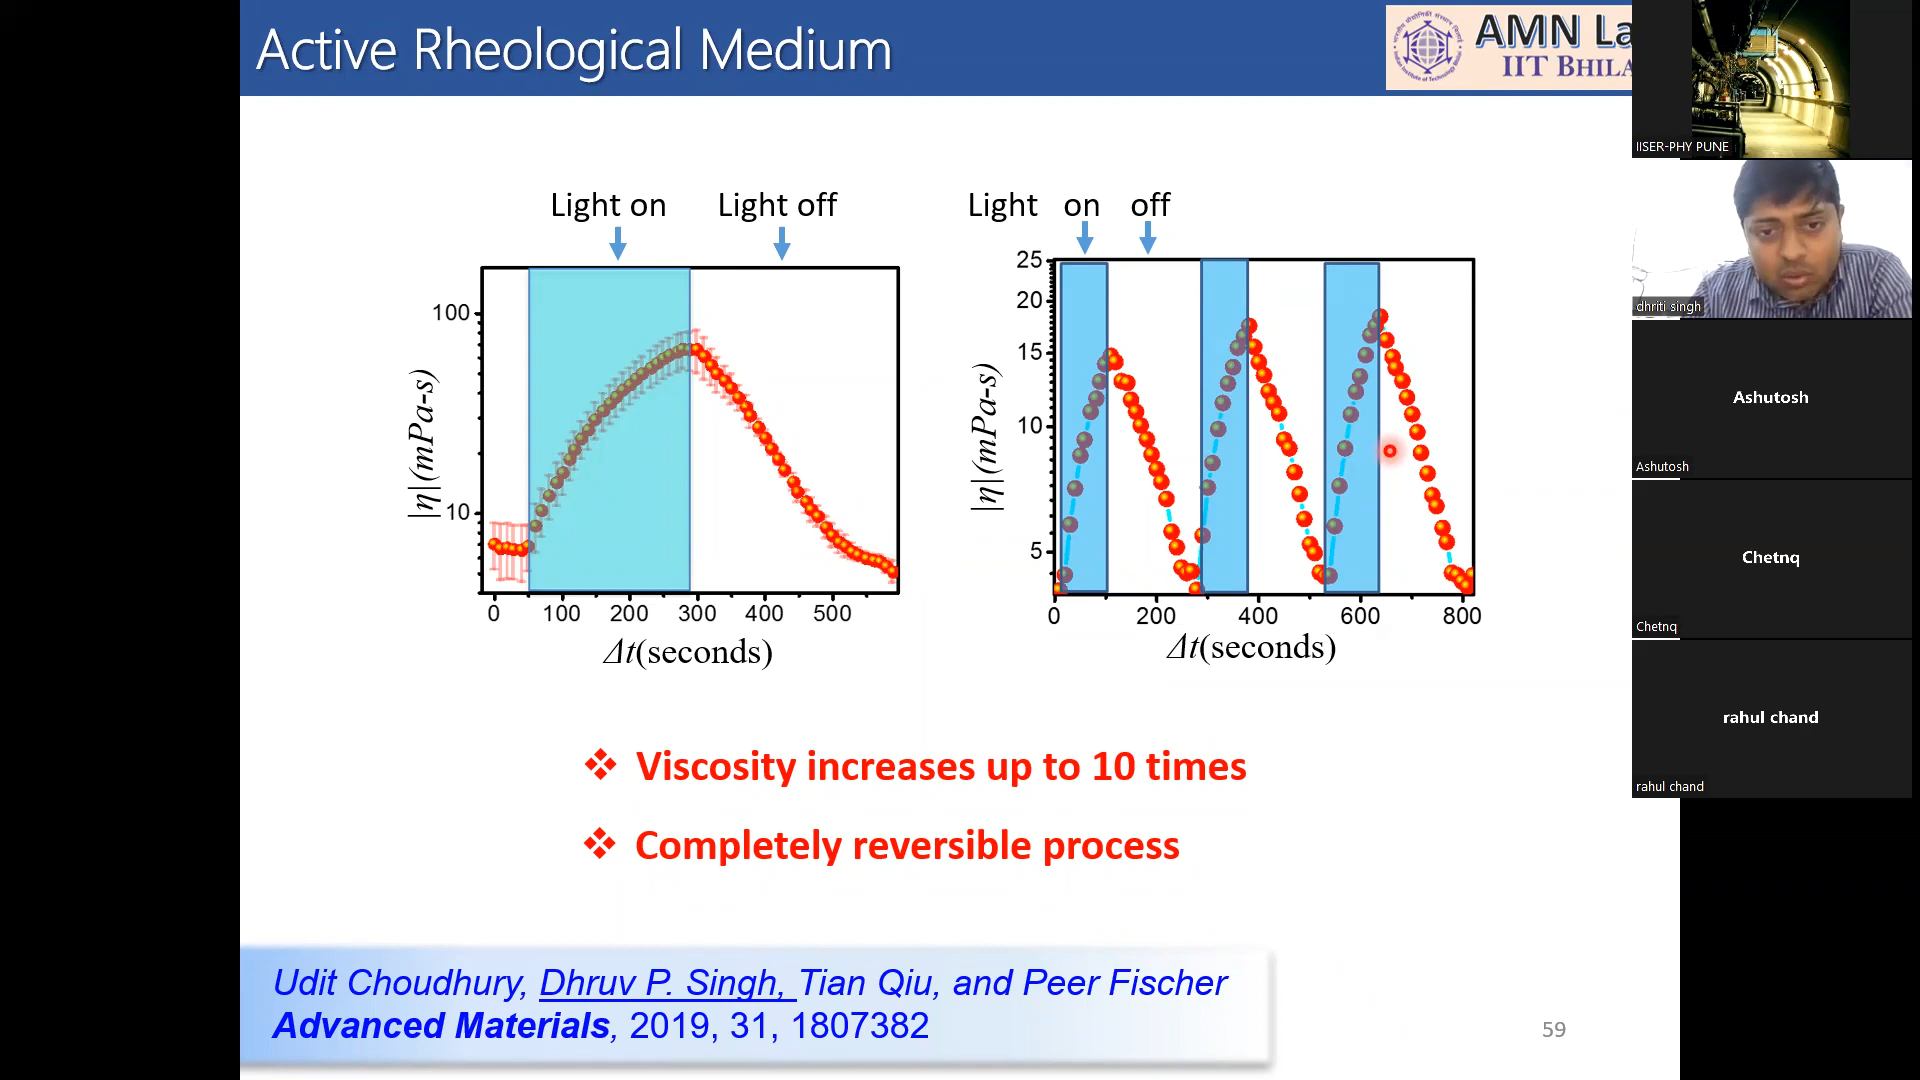 Active Rheological Medium
AMN La
IIT BHILA
IISER-PHY PUNE
dhriti singh
Ashutosh
Ashutosh
Chetnq
Chetnq
rahul chand
rahul chand
Light on Light off
100
10
|η|(mPa-s)
0 100 200 300 400 500
Δt(seconds)
Light on off
25
20
15
10
5
|η|(mPa-s)
0 200 400 600 800
Δt(seconds)
❖ Viscosity increases up to 10 times
❖ Completely reversible process
Udit Choudhury, Dhruv P. Singh, Tian Qiu, and Peer Fischer
Advanced Materials, 2019, 31, 1807382
59